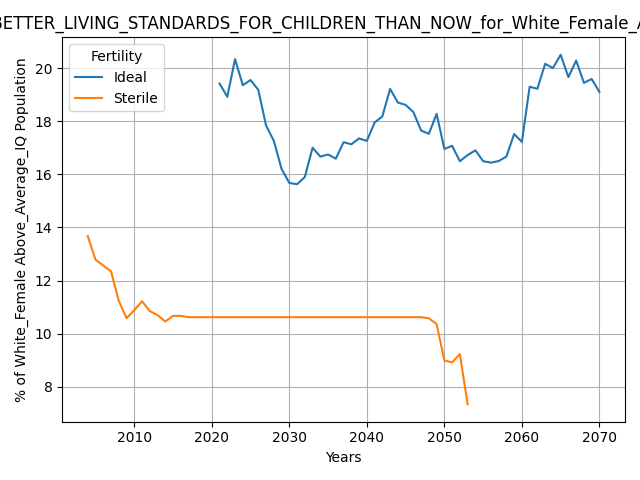 BETTER_LIVING_STANDARDS_FOR_CHILDREN_THAN_NOW_for_White_Female_A
Fertility
Ideal
Sterile
% of White_Female Above_Average_IQ Population
20
18
16
14
12
10
8
2010 2020 2030 2040 2050 2060 2070
Years